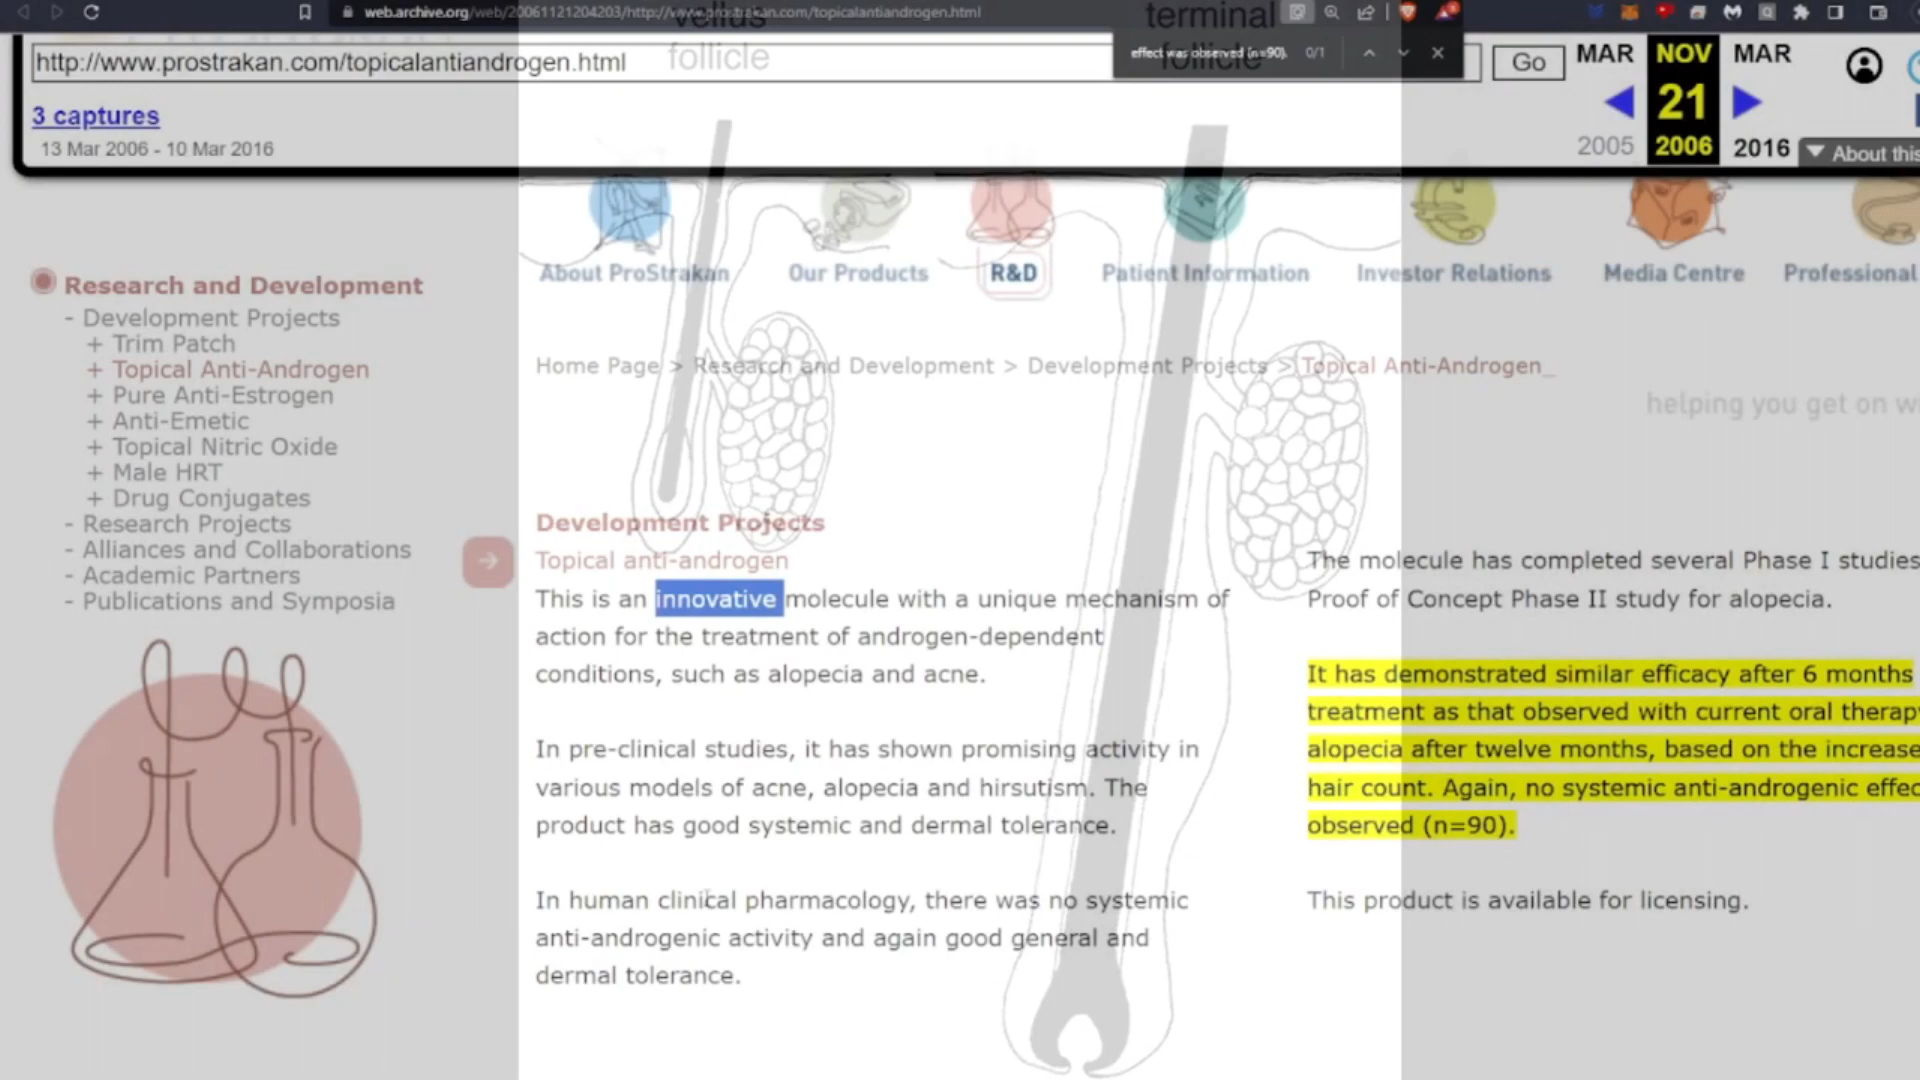 web.archive.org/web/20061121204203/http://www.prostrakan.com/topicalantiandrogen.html
vellus
follicle
terminal
follicle
effect was observed (n=90). 0/1
http://www.prostrakan.com/topicalantiandrogen.html
Go
MAR
NOV
MAR
3 captures
21
13 Mar 2006 - 10 Mar 2016
2005
2006
2016
About this
About ProStrakan
Our Products
R&D
Patient Information
Investor Relations
Media Centre
Professional
Research and Development
- Development Projects
+ Trim Patch
+ Topical Anti-Androgen
+ Pure Anti-Estrogen
+ Anti-Emetic
+ Topical Nitric Oxide
+ Male HRT
+ Drug Conjugates
- Research Projects
- Alliances and Collaborations
- Academic Partners
- Publications and Symposia
Home Page > Research and Development > Development Projects > Topical Anti-Androgen_
helping you get on
Development Projects
Topical anti-androgen
This is an innovative molecule with a unique mechanism of
action for the treatment of androgen-dependent
conditions, such as alopecia and acne.
In pre-clinical studies, it has shown promising activity in
various models of acne, alopecia and hirsutism. The
product has good systemic and dermal tolerance.
In human clinical pharmacology, there was no systemic
anti-androgenic activity and again good general and
dermal tolerance.
The molecule has completed several Phase I studies
Proof of Concept Phase II study for alopecia.
It has demonstrated similar efficacy after 6 months
treatment as that observed with current oral therapy
alopecia after twelve months, based on the increase
hair count. Again, no systemic anti-androgenic effec
observed (n=90).
This product is available for licensing.